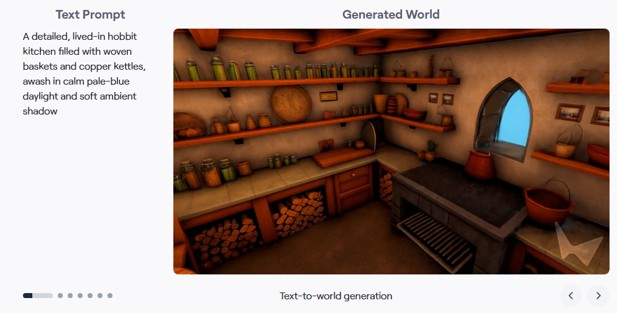 Text Prompt
Generated World
A detailed, lived-in hobbit
kitchen filled with woven
baskets and copper kettles,
awash in calm pale-blue
daylight and soft ambient
shadow
Text-to-world generation